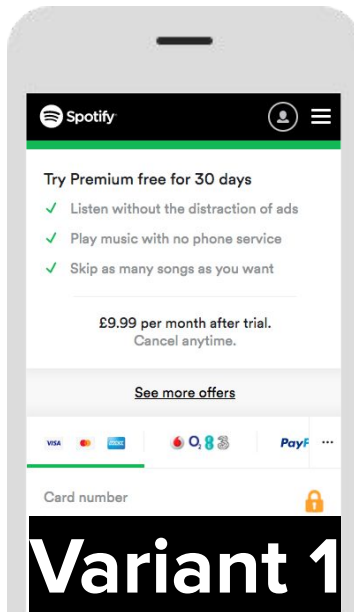 Spotify
Try Premium free for 30 days
Listen without the distraction of ads
Play music with no phone service
Skip as many songs as you want
£9.99 per month after trial.
Cancel anytime.
See more offers
VISA O2 3 PayP ...
Card number
Variant 1